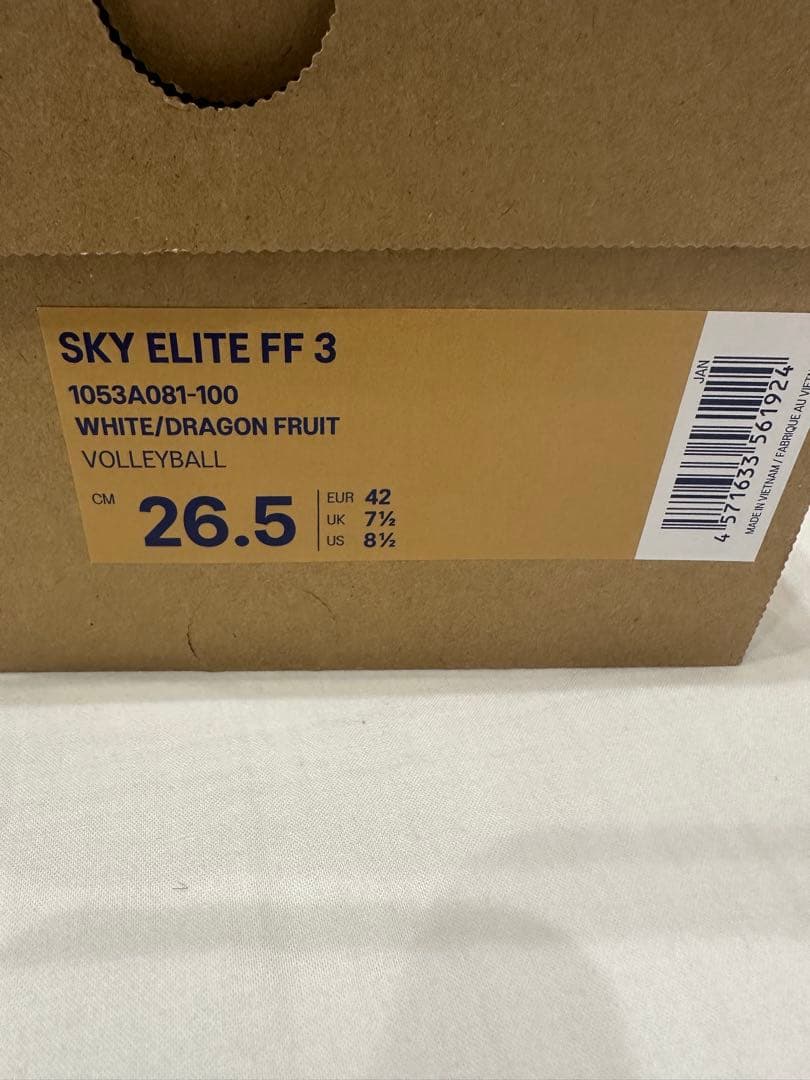 SKY ELITE FF 3
1053A081-100
WHITE/DRAGON FRUIT
VOLLEYBALL
CM 26.5
EUR 42
UK 7½
US 8½
JAN
4 571633 561924
MADE IN VIETNAM / FABRIQUE AU